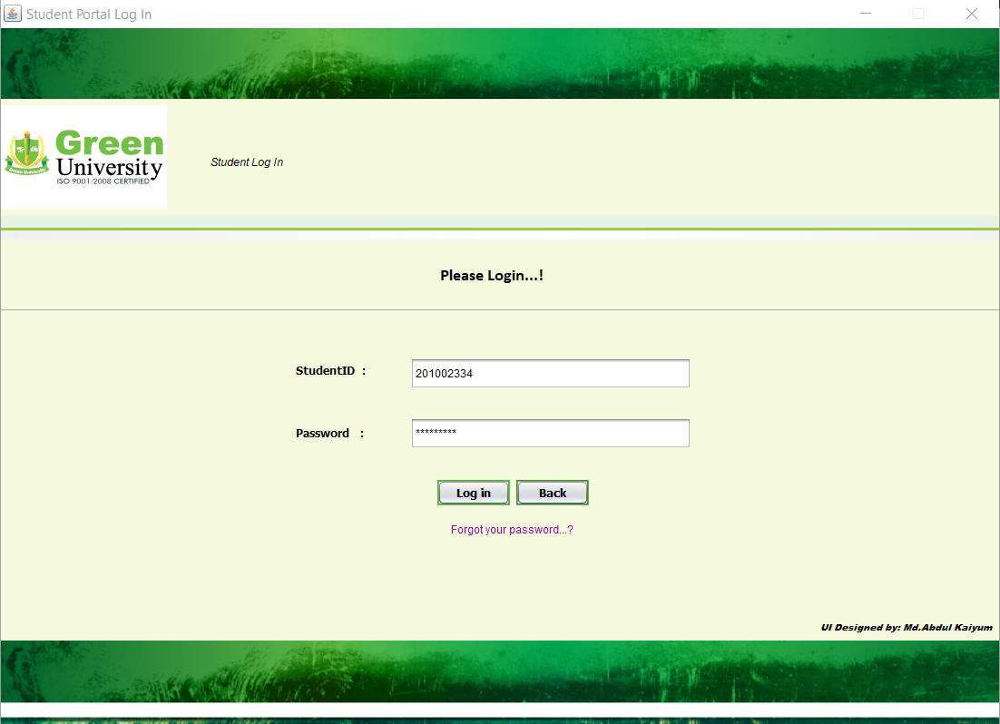 Student Portal Log In
Green
University
ISO 9001:2008 CERTIFIED
Student Log In
Please Login...!
StudentID :
201002334
Password :
*********
Log in
Back
Forgot your password...?
UI Designed by: Md.Abdul Kaiyum